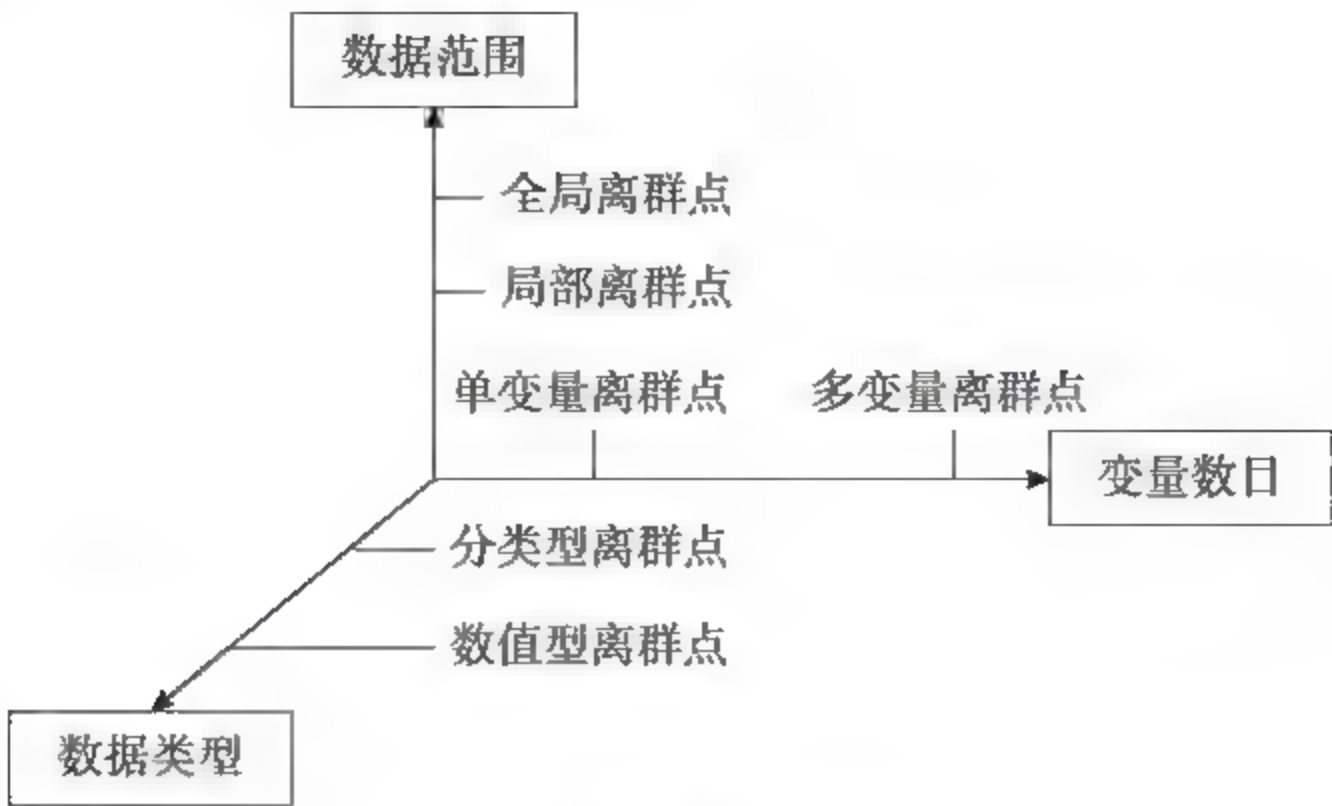 数据范围
全局离群点
局部离群点
单变量离群点 多变量离群点
变量数日
分类型离群点
数值型离群点
数据类型